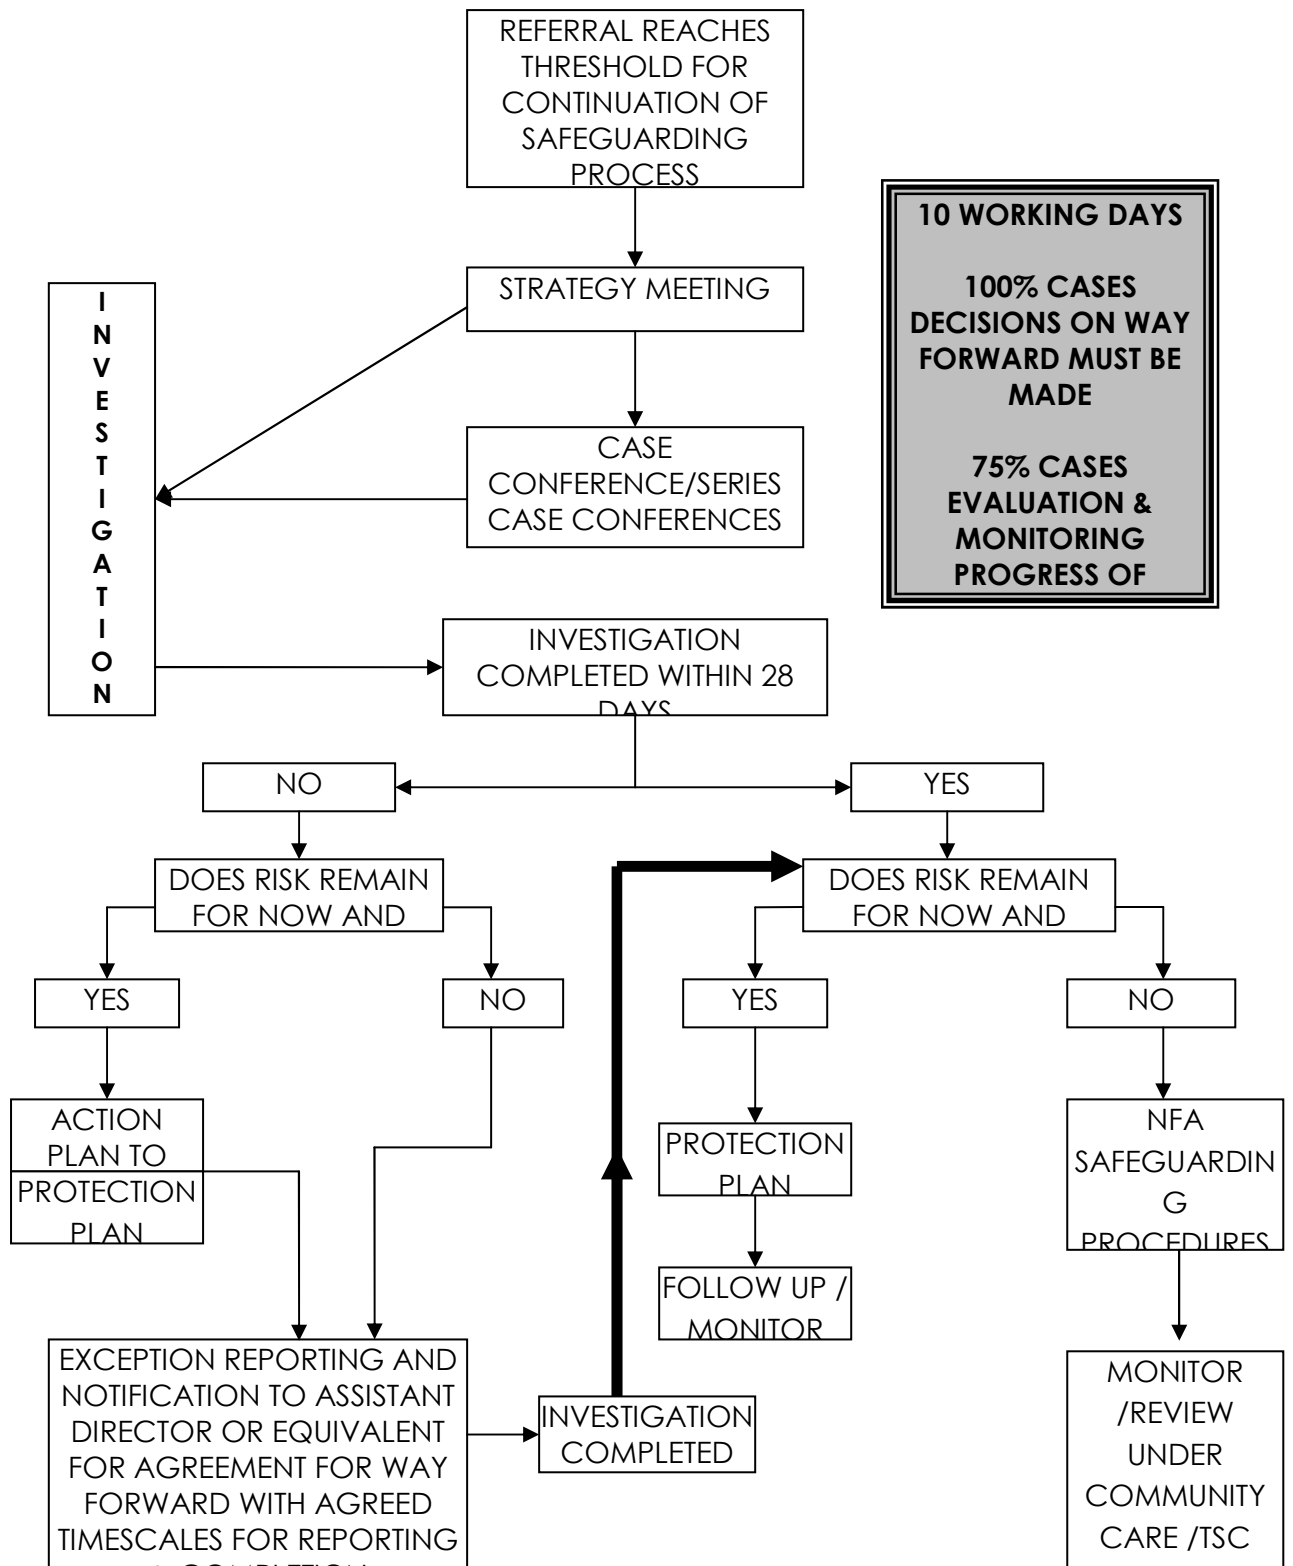 REFERRAL REACHES
THRESHOLD FOR
CONTINUATION OF
SAFEGUARDING
PROCESS
10 WORKING DAYS
100% CASES
DECISIONS ON WAY
FORWARD MUST BE
MADE
75% CASES
EVALUATION &
MONITORING
PROGRESS OF
STRATEGY MEETING
I
N
V
E
S
T
I
G
A
T
I
O
N
CASE
CONFERENCE/SERIES
CASE CONFERENCES
INVESTIGATION
COMPLETED WITHIN 28
DAYS
NO
YES
DOES RISK REMAIN
FOR NOW AND
DOES RISK REMAIN
FOR NOW AND
YES
NO
YES
NO
ACTION
PLAN TO
PROTECTION
PLAN
PROTECTION
PLAN
NFA
SAFEGUARDIN
G
PROCEDURES
FOLLOW UP /
MONITOR
EXCEPTION REPORTING AND
NOTIFICATION TO ASSISTANT
DIRECTOR OR EQUIVALENT
FOR AGREEMENT FOR WAY
FORWARD WITH AGREED
TIMESCALES FOR REPORTING
INVESTIGATION
COMPLETED
MONITOR
/REVIEW
UNDER
COMMUNITY
CARE /TSC